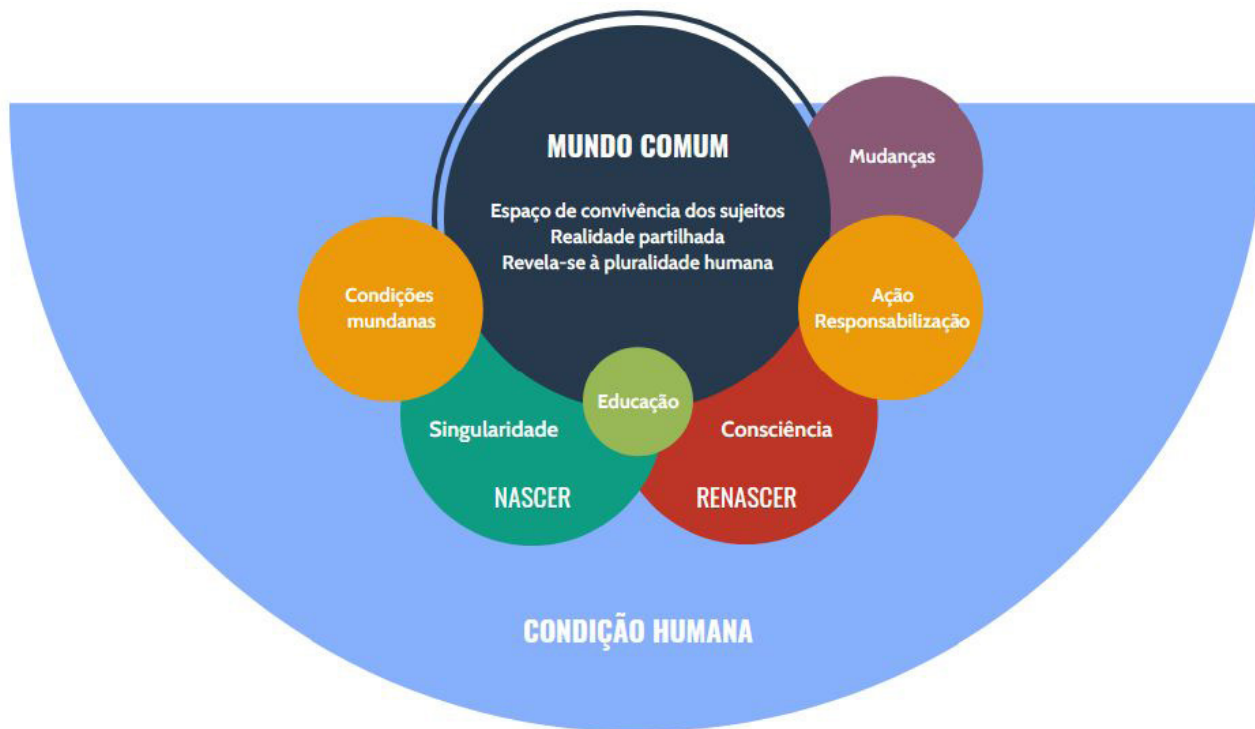 MUNDO COMUM
Espaço de convivência dos sujeitos
Realidade partilhada
Revela-se à pluralidade humana
Mudanças
Condições
mundanas
Ação
Responsabilização
Educação
Singularidade
NASCER
Consciência
RENASCER
CONDIÇÃO HUMANA